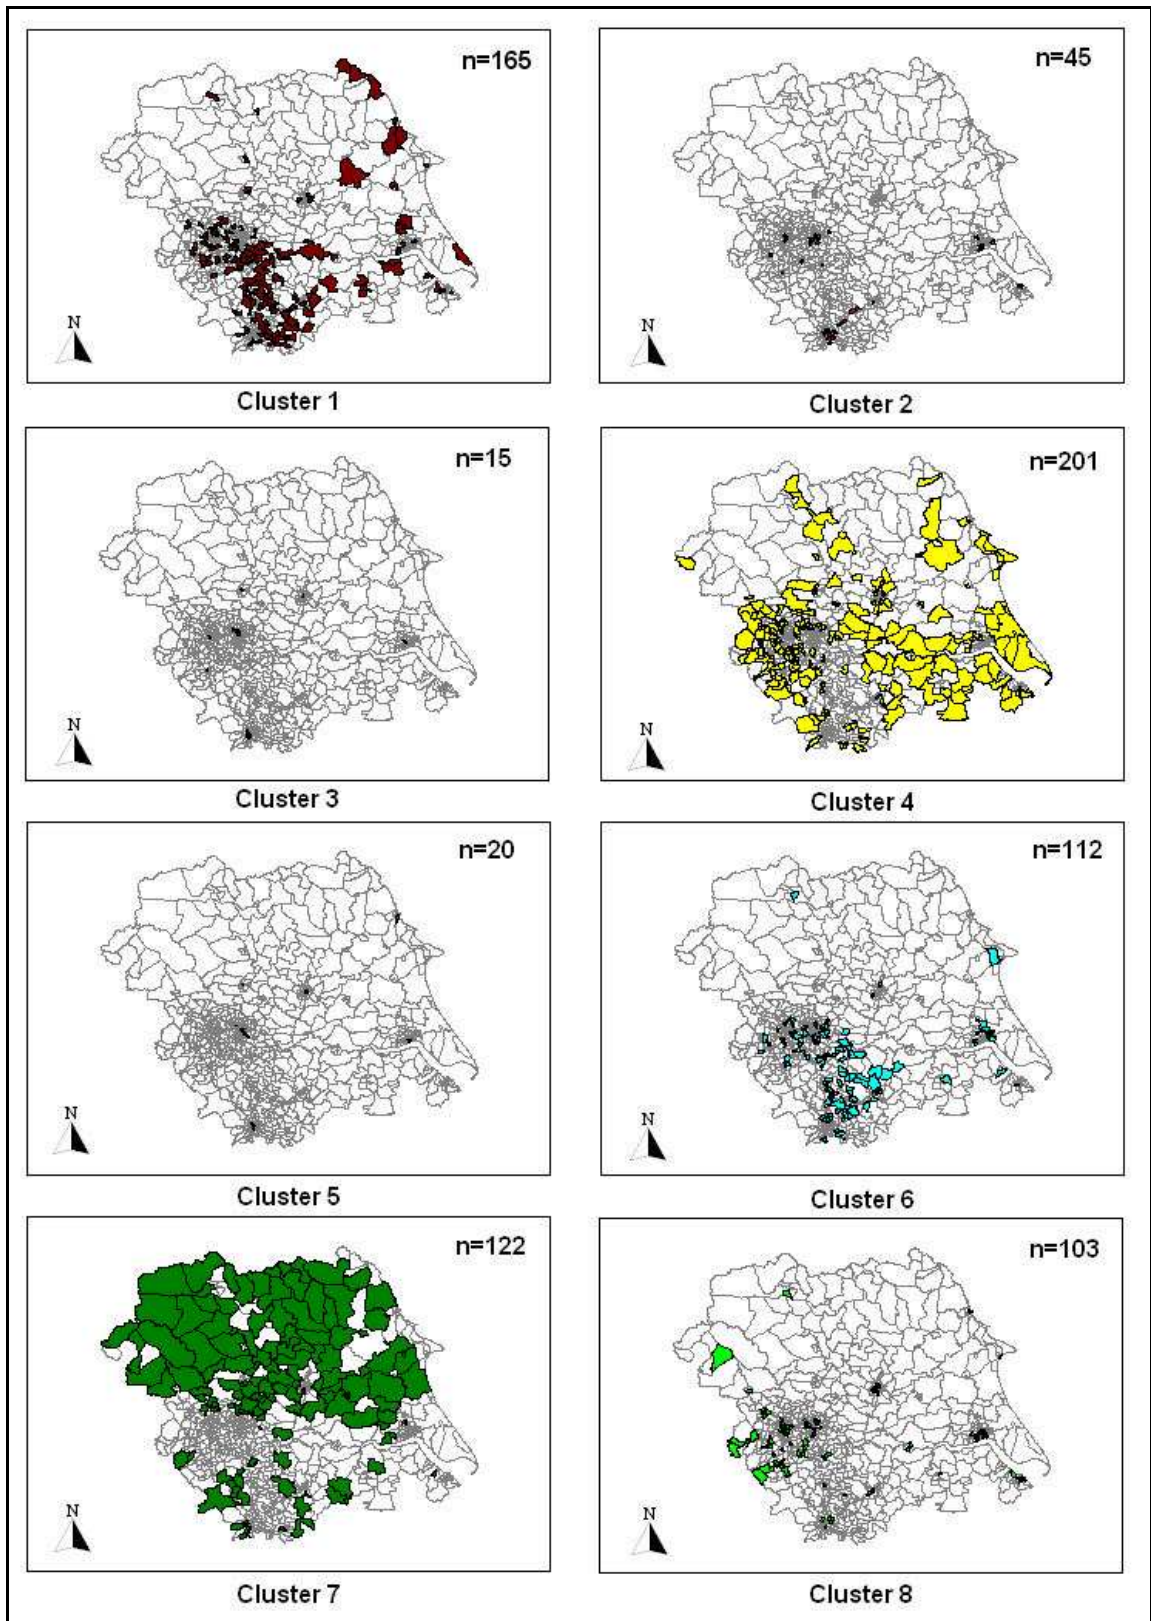 n=165
N
Cluster 1
n=45
N
Cluster 2
n=15
N
Cluster 3
n=201
N
Cluster 4
n=20
N
Cluster 5
n=112
N
Cluster 6
n=122
N
Cluster 7
n=103
N
Cluster 8